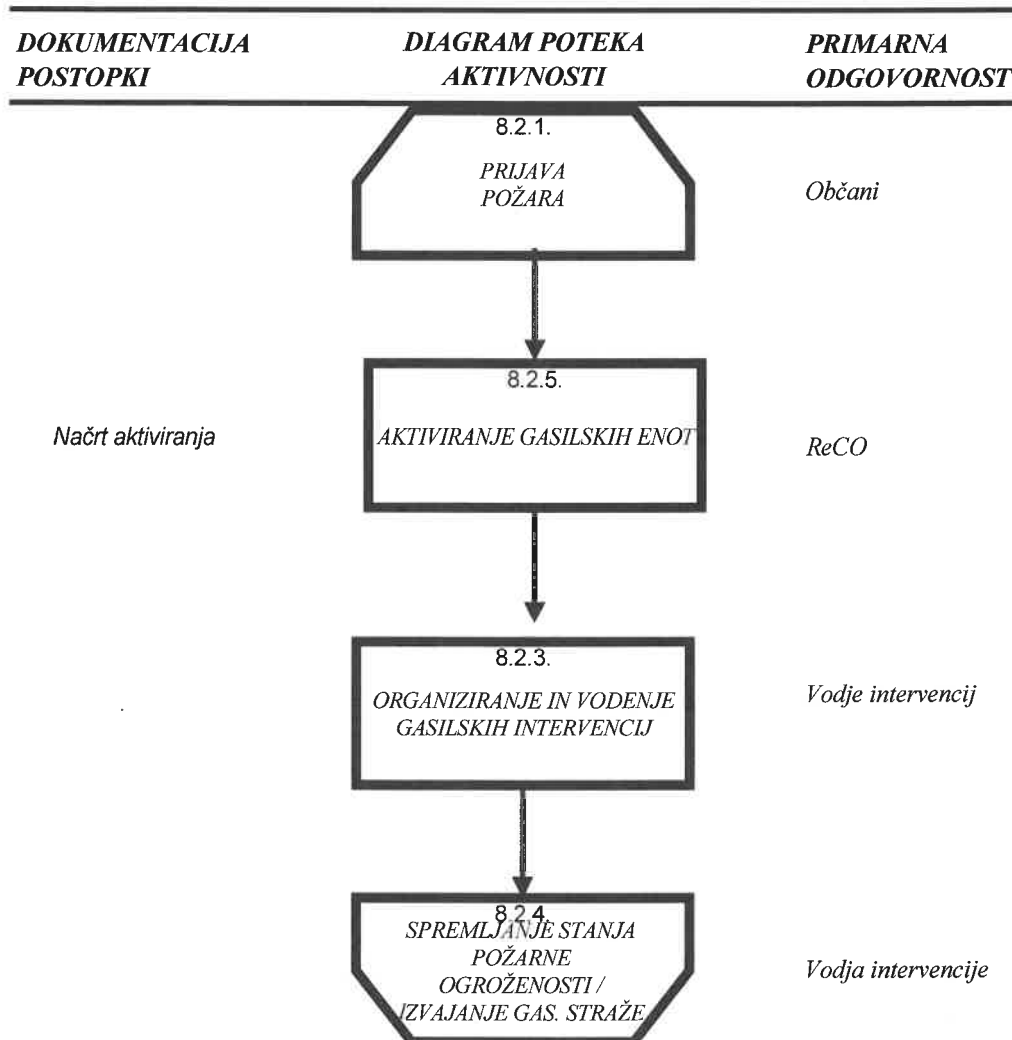 DOKUMENTACIJA
POSTOPKI
DIAGRAM POTEKA
AKTIVNOSTI
PRIMARNA
ODGOVORNOST
8.2.1.
PRIJAVA
POŽARA
Občani
Načrt aktiviranja
8.2.5.
AKTIVIRANJE GASILSKIH ENOT
ReCO
8.2.3.
ORGANIZIRANJE IN VODENJE
GASILSKIH INTERVENCIJ
Vodje intervencij
8.2.4.
SPREMLJANJE STANJA
POŽARNE
OGROŽENOSTI /
IZVAJANJE GAS. STRAŽE
Vodja intervencije